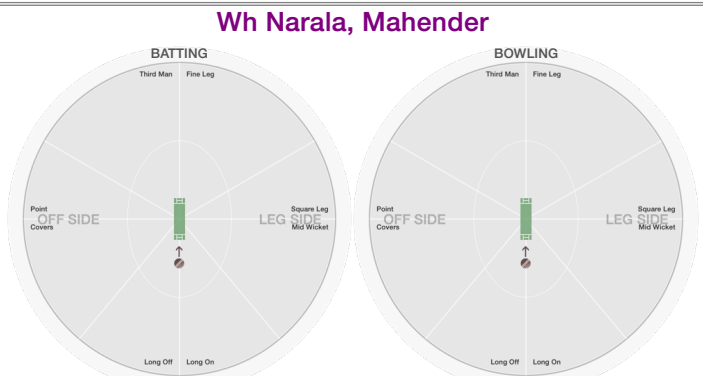 Wh Narala, Mahender
BATTING BOWLING
Third Man Fine Leg Third Man Fine Leg
Point Square Leg Point Square Leg
OFF SIDE LEG SIDE OFF SIDE LEG SIDE
Covers Mid Wicket Covers Mid Wicket
Long Off Long On Long Off Long On